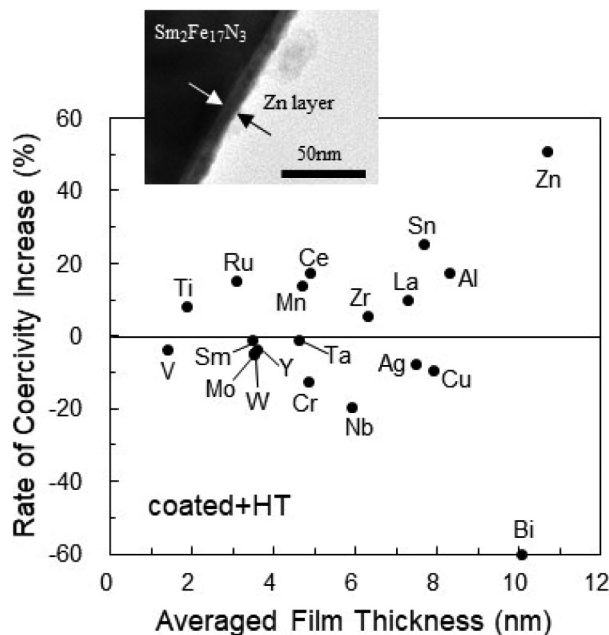 Sm₂Fe₁₇N₃
Zn layer
50nm
Rate of Coercivity Increase (%)
60
40
20
0
-20
-40
-60
Zn
Sn
Al
La
Ce
Ru
Mn
Ti
Zr
Sm
Ta
V
Mo
W
Y
Cr
Nb
Ag
Cu
coated+HT
Bi
0 2 4 6 8 10 12
Averaged Film Thickness (nm)